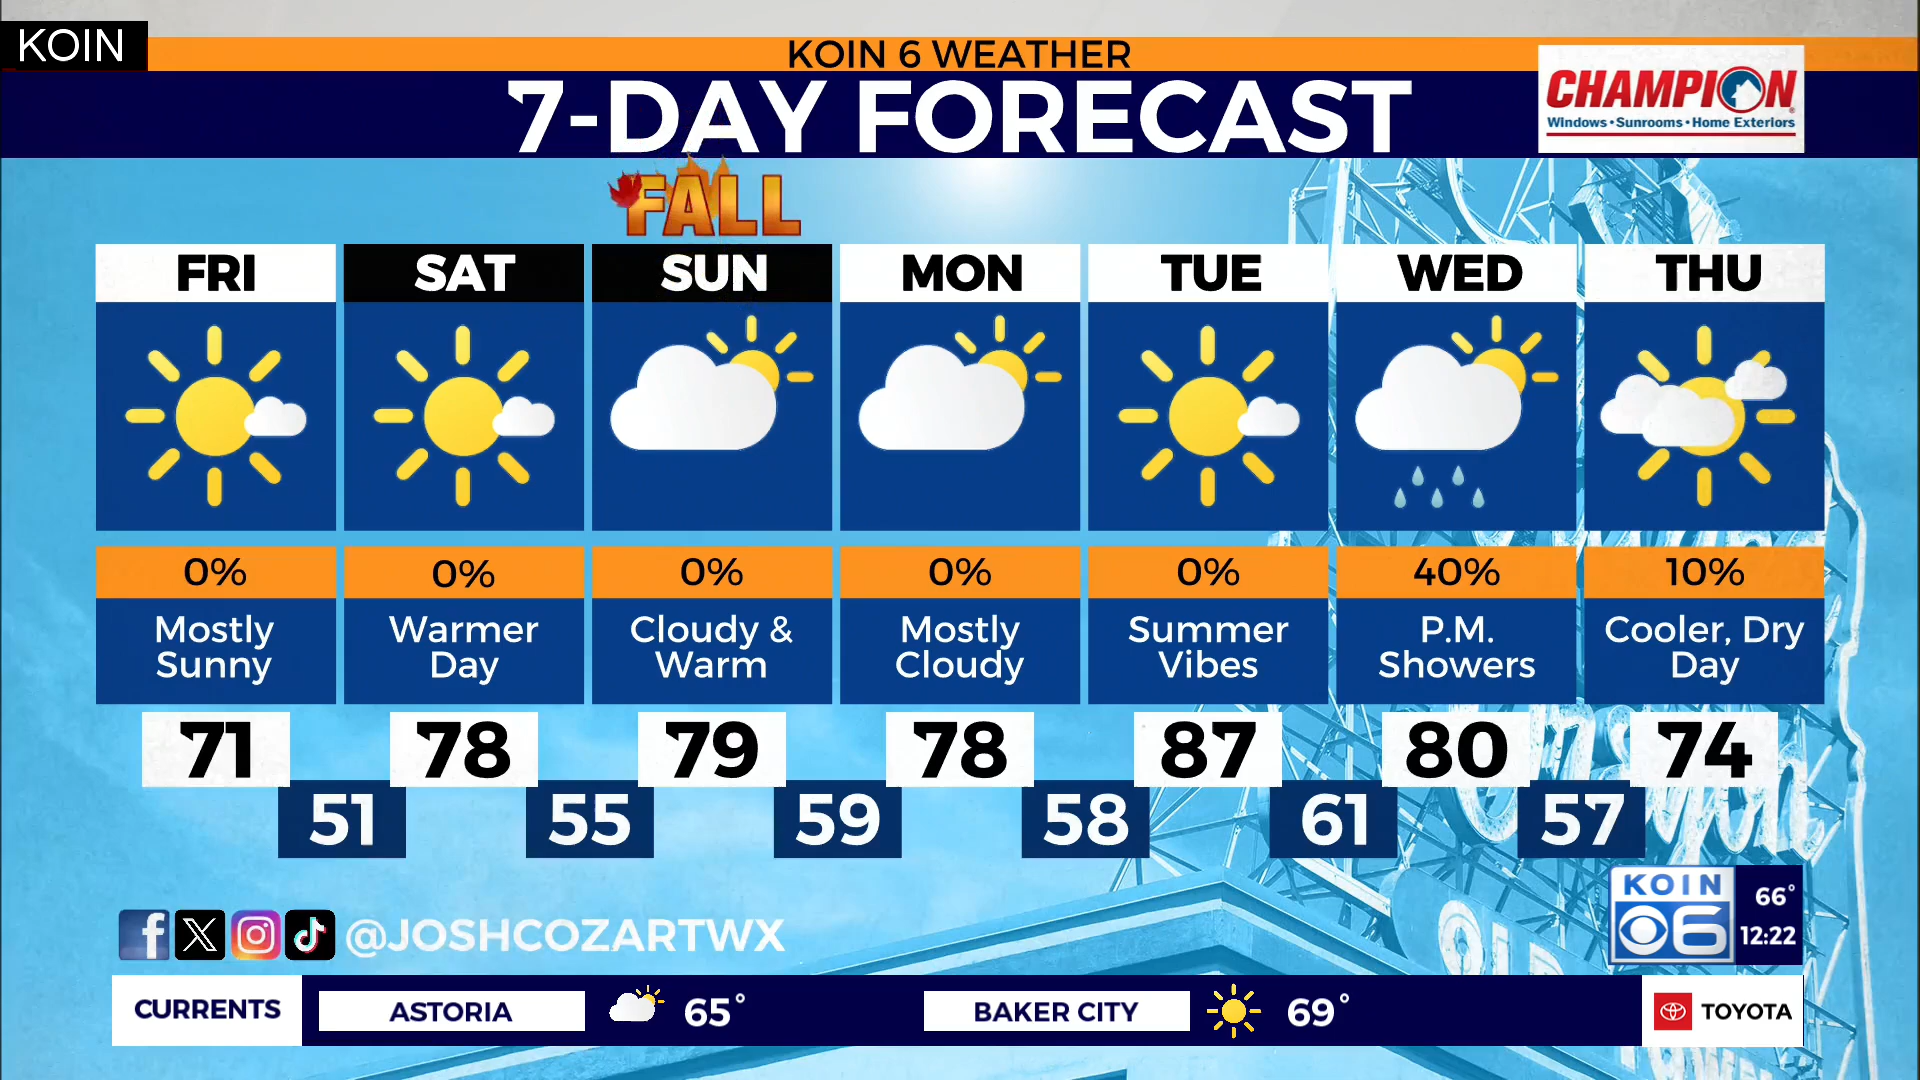 KOIN
KOIN 6 WEATHER
7-DAY FORECAST
CHAMPION
Windows • Sunrooms • Home Exteriors
FALL
FRI SAT SUN MON TUE WED THU
0% 0% 0% 0% 0% 40% 10%
Mostly
Sunny
Warmer
Day
Cloudy &
Warm
Mostly
Cloudy
Summer
Vibes
P.M.
Showers
Cooler, Dry
Day
71 78 79 78 87 80 74
51 55 59 58 61 57
@JOSHCOZARTWX
KOIN
6
66°
12:22
CURRENTS ASTORIA 65° BAKER CITY 69° TOYOTA